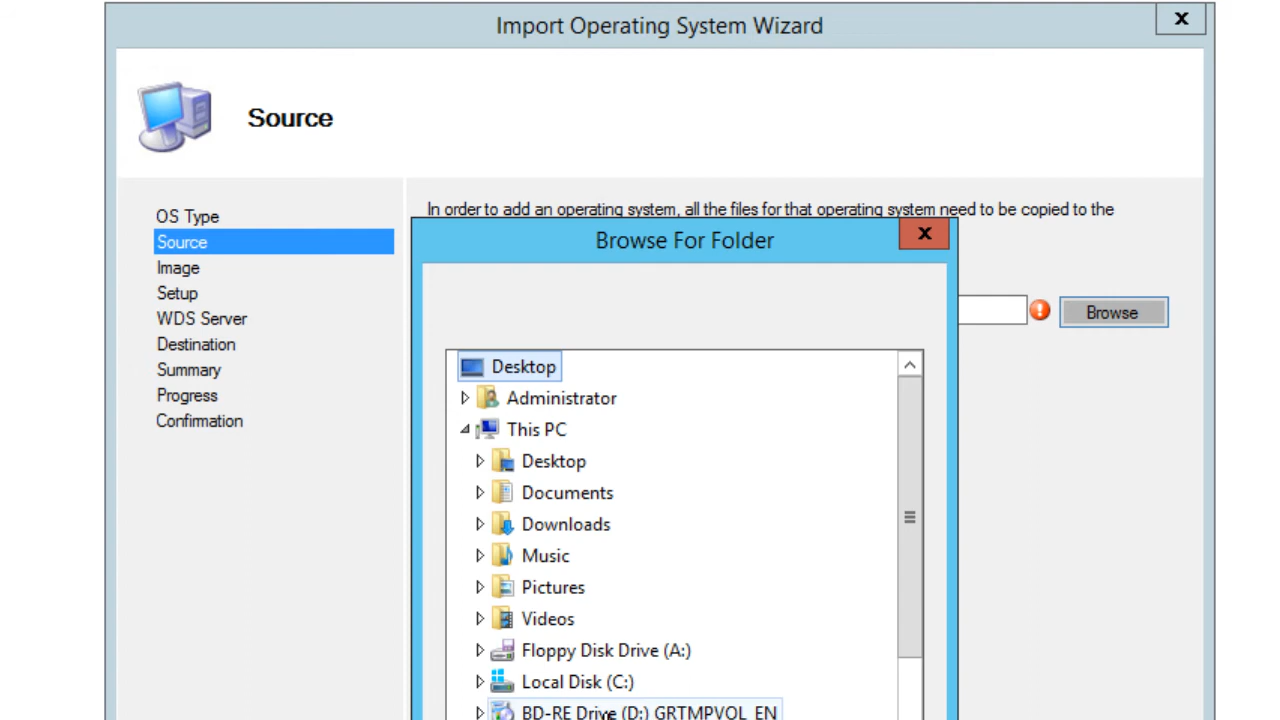 Import Operating System Wizard
x
Source
OS Type
Source
Image
Setup
WDS Server
Destination
Summary
Progress
Confirmation
In order to add an operating system, all the files for that operating system need to be copied to the
Browse
Browse For Folder
x
Desktop
Administrator
This PC
Desktop
Documents
Downloads
Music
Pictures
Videos
Floppy Disk Drive (A:)
Local Disk (C:)
BD-RE Drive (D:) GRTMPVOL_EN